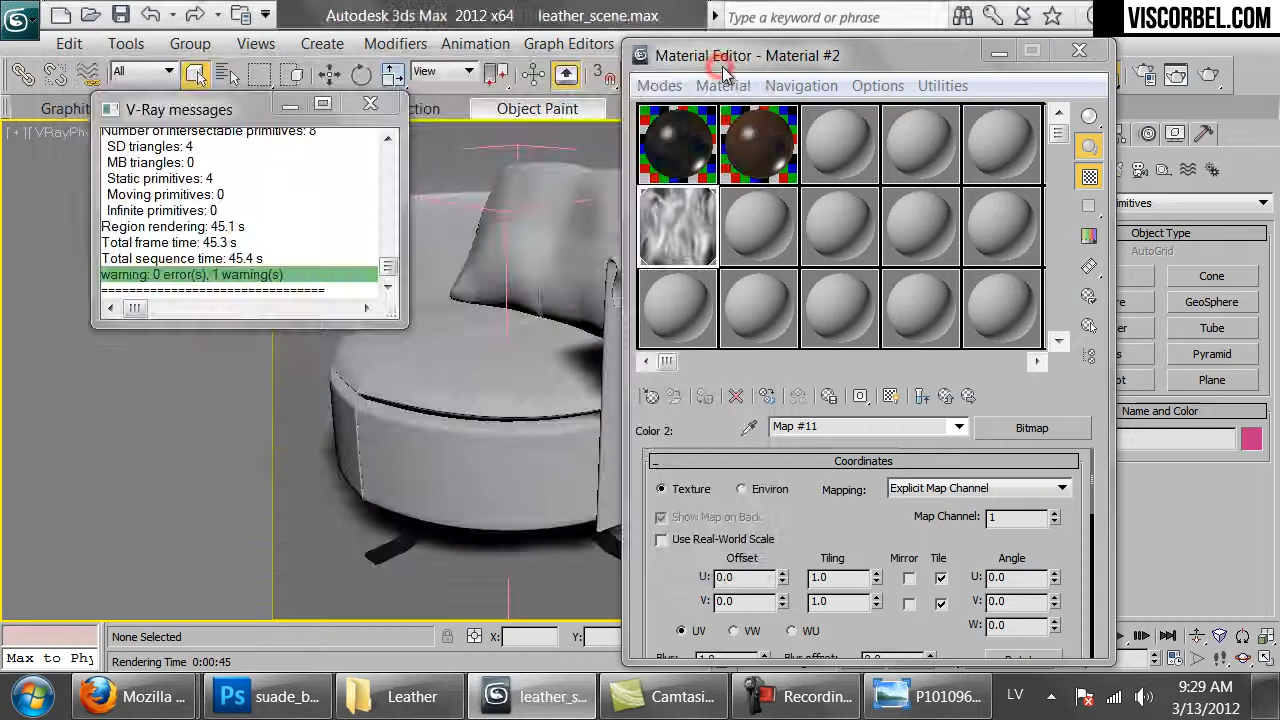 Autodesk 3ds Max 2012 x64
leather_scene.max
Type a keyword or phrase
VISCORBEL.COM
Edit Tools Group Views Create Modifiers Animation Graph Editors
All
View
3
Object Paint
V-Ray messages
Number of intersectable primitives: 8
SD triangles: 4
MB triangles: 0
Static primitives: 4
Moving primitives: 0
Infinite primitives: 0
Region rendering: 45.1 s
Total frame time: 45.3 s
Total sequence time: 45.4 s
warning: 0 error(s), 1 warning(s)
==============================
Material Editor - Material #2
Modes Material Navigation Options Utilities
Color 2:
Map #11
Bitmap
Coordinates
Texture
Environ
Mapping:
Explicit Map Channel
Show Map on Back
Map Channel:
1
Use Real-World Scale
Offset Tiling Mirror Tile Angle
U: 0.0 1.0 U: 0.0
V: 0.0 1.0 V: 0.0
W: 0.0
UV VW WU
Object Type
AutoGrid
Cone
GeoSphere
Tube
Pyramid
Plane
Name and Color
None Selected
X:
Y:
Max to Phy
Rendering Time 0:00:45
Mozilla ...
suade_b...
Leather
leather_s...
Camtasi...
Recordin...
P101096...
LV
9:29 AM
3/13/2012